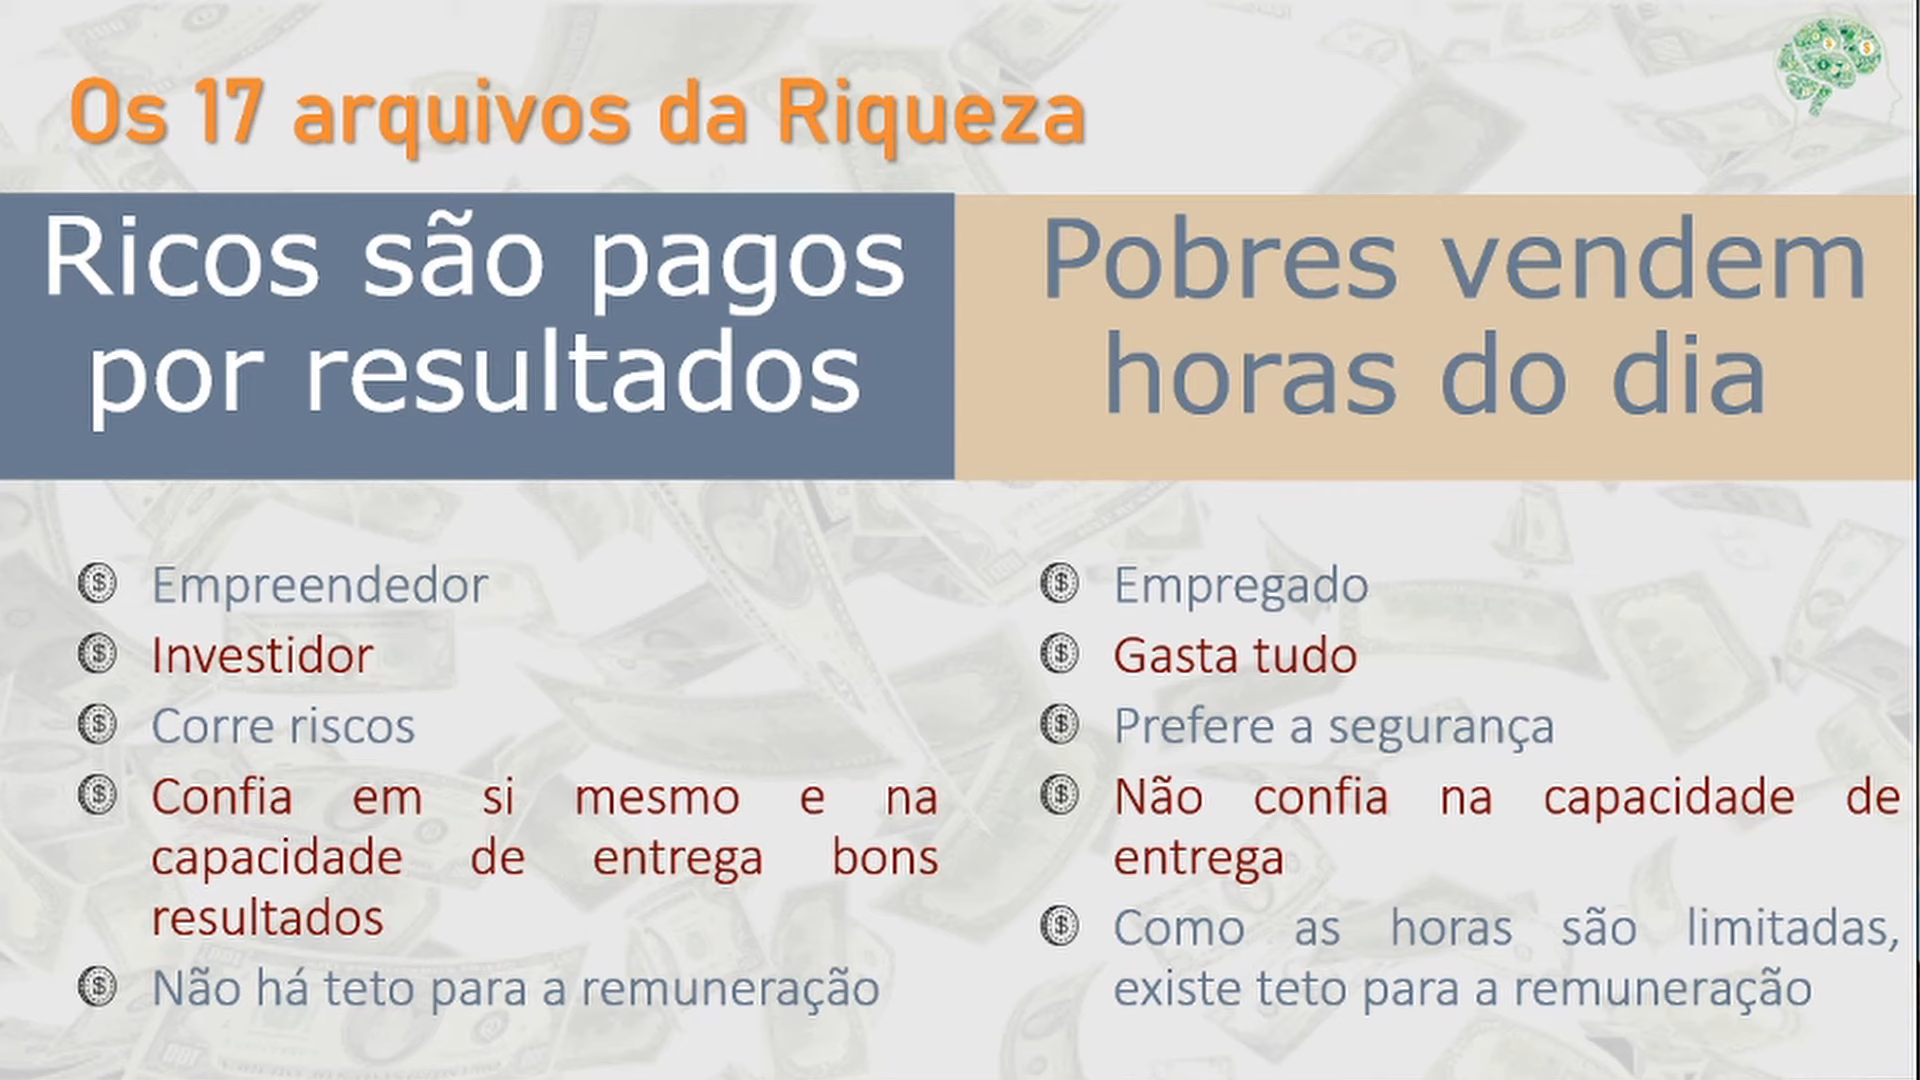 Os 17 arquivos da Riqueza
Ricos são pagos
por resultados
Pobres vendem
horas do dia
Empreendedor
Investidor
Corre riscos
Confia em si mesmo e na
capacidade de entrega bons
resultados
Não há teto para a remuneração
Empregado
Gasta tudo
Prefere a segurança
Não confia na capacidade de
entrega
Como as horas são limitadas,
existe teto para a remuneração